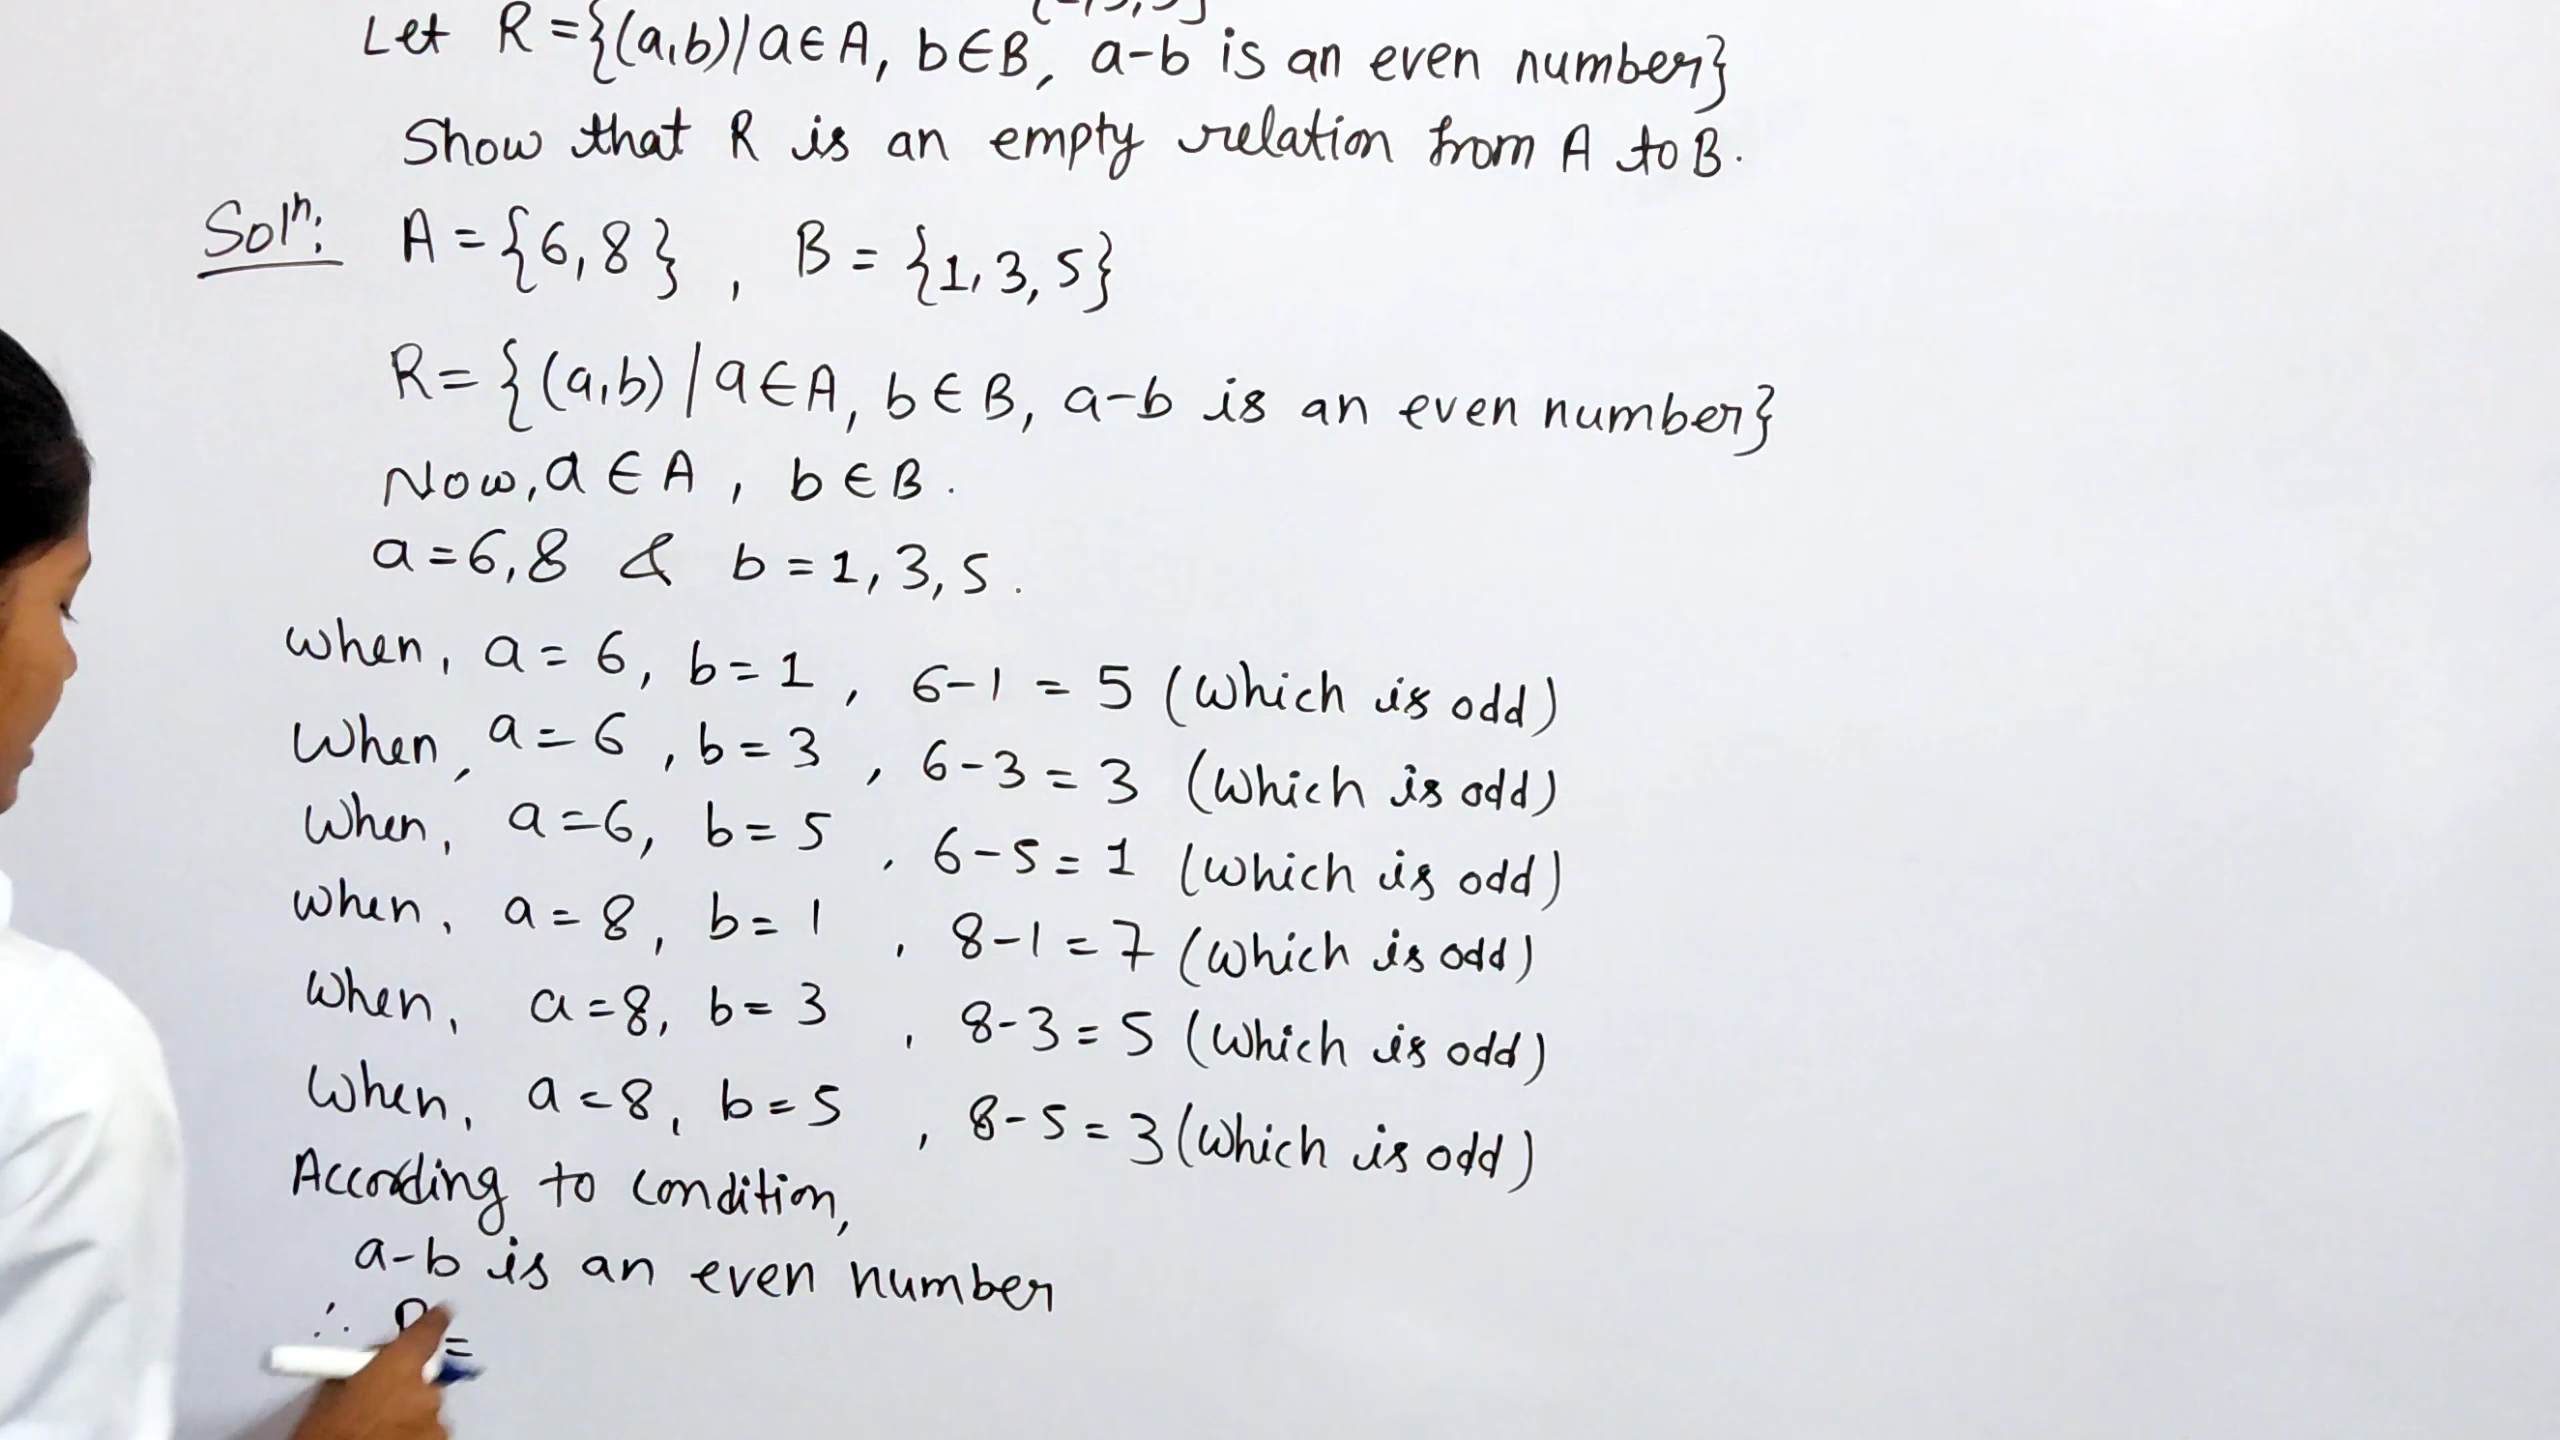 Let R = {(a,b)/a∈A, b∈B, a-b is an even number}
Show that R is an empty relation from A to B.
Solⁿ: A = {6,8} , B = {1,3,5}
R = {(a,b) / a∈A, b∈B, a-b is an even number}
Now, a∈A , b∈B .
a = 6,8 & b = 1,3,5 .
when, a = 6, b = 1 , 6-1 = 5 (which is odd)
When, a = 6 , b = 3 , 6-3 = 3 (which is odd)
When, a = 6, b = 5 , 6-5 = 1 (which is odd)
when, a = 8, b = 1 , 8-1 = 7 (which is odd)
When, a = 8, b = 3 , 8-3 = 5 (which is odd)
When, a = 8, b = 5 , 8-5 = 3 (which is odd)
According to condition,
a-b is an even number
∴ R =